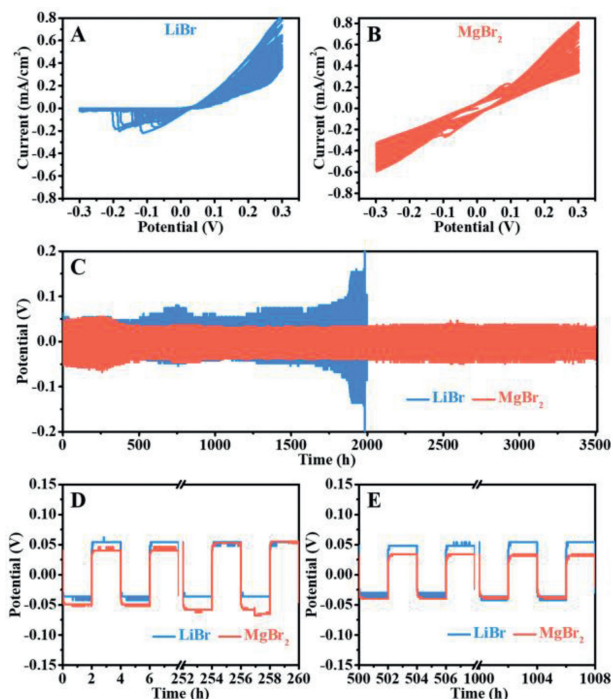 A
LiBr
Current (mA/cm²)
0.8
0.6
0.4
0.2
0.0
-0.2
-0.4
-0.6
-0.8
-0.3 -0.2 -0.1 0.0 0.1 0.2 0.3
Potential (V)
B
MgBr₂
Current (mA/cm²)
0.8
0.6
0.4
0.2
0.0
-0.2
-0.4
-0.6
-0.8
-0.3 -0.2 -0.1 0.0 0.1 0.2 0.3
Potential (V)
C
Potential (V)
0.2
0.1
0.0
-0.1
-0.2
LiBr MgBr₂
0 500 1000 1500 2000 2500 3000 3500
Time (h)
D
Potential (V)
0.15
0.10
0.05
0.00
-0.05
-0.10
-0.15
LiBr MgBr₂
0 2 4 6 252 254 256 258 260
Time (h)
E
Potential (V)
0.15
0.10
0.05
0.00
-0.05
-0.10
-0.15
LiBr MgBr₂
500 502 504 506 1000 1004 1008
Time (h)